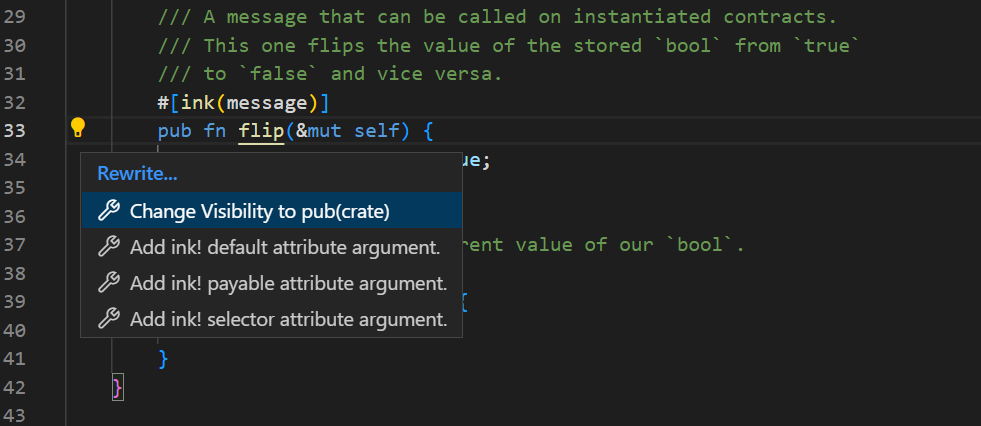 29 /// A message that can be called on instantiated contracts.
30 /// This one flips the value of the stored `bool` from `true`
31 /// to `false` and vice versa.
32 #[ink(message)]
33 pub fn flip(&mut self) {
34 ue;
Rewrite...
35
Change Visibility to pub(crate)
36
37 rent value of our `bool`.
Add ink! default attribute argument.
38
Add ink! payable attribute argument.
39 {
Add ink! selector attribute argument.
40
41 }
42 }
43